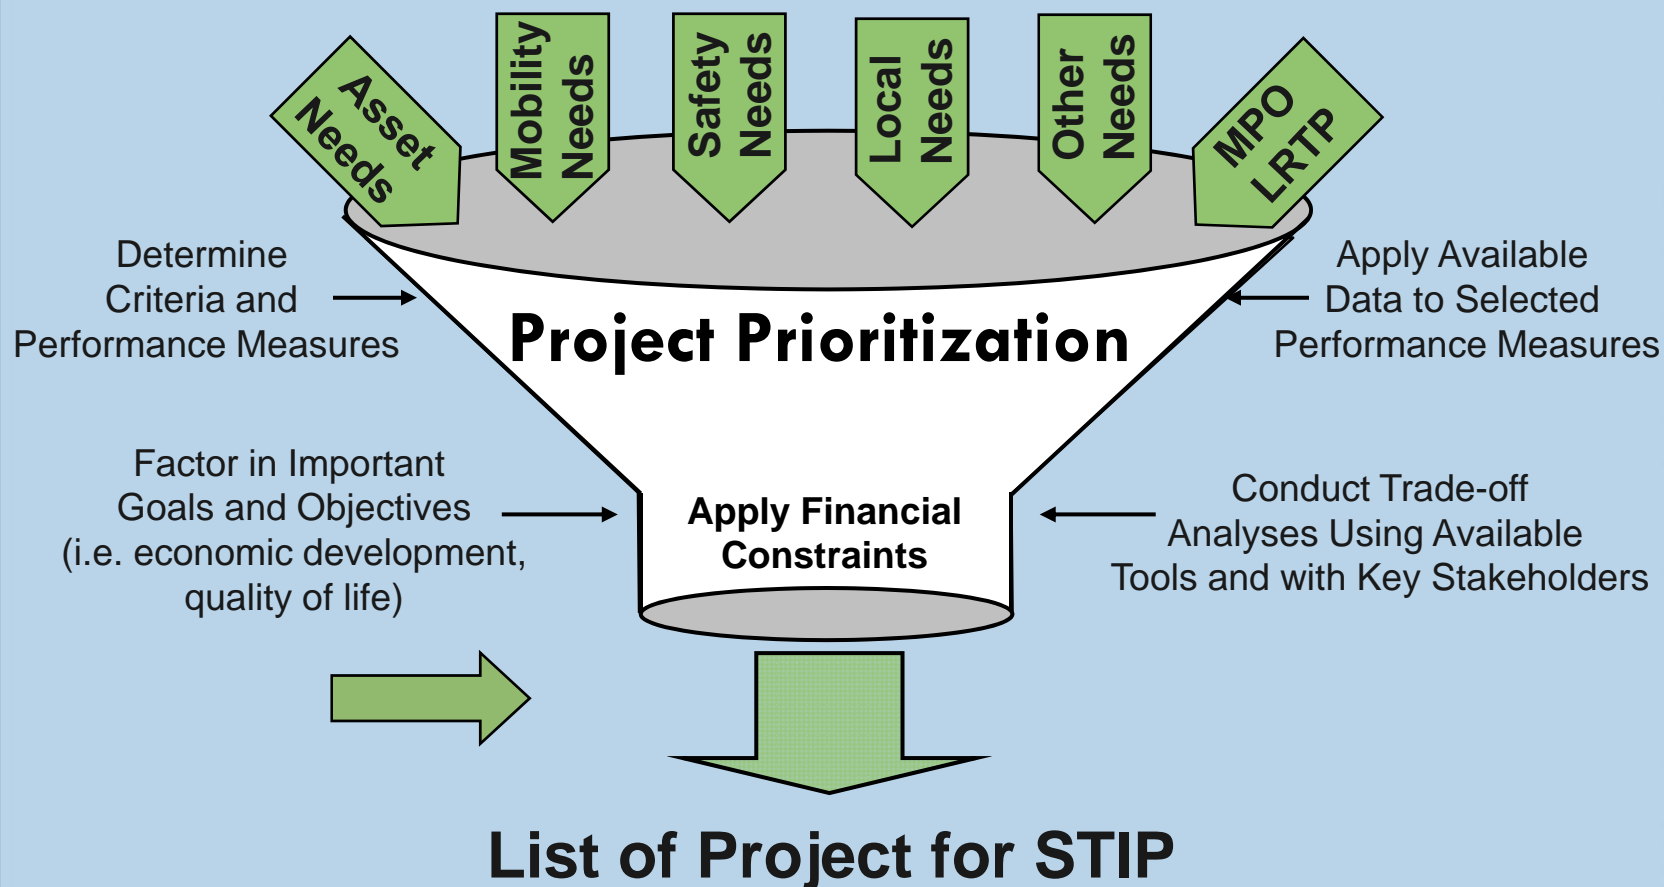 Asset
Needs
Mobility
Needs
Safety
Needs
Local
Needs
Other
Needs
MPO
LRTP
Determine
Criteria and
Performance Measures
Apply Available
Data to Selected
Performance Measures
Project Prioritization
Factor in Important
Goals and Objectives
(i.e. economic development,
quality of life)
Apply Financial
Constraints
Conduct Trade-off
Analyses Using Available
Tools and with Key Stakeholders
List of Project for STIP